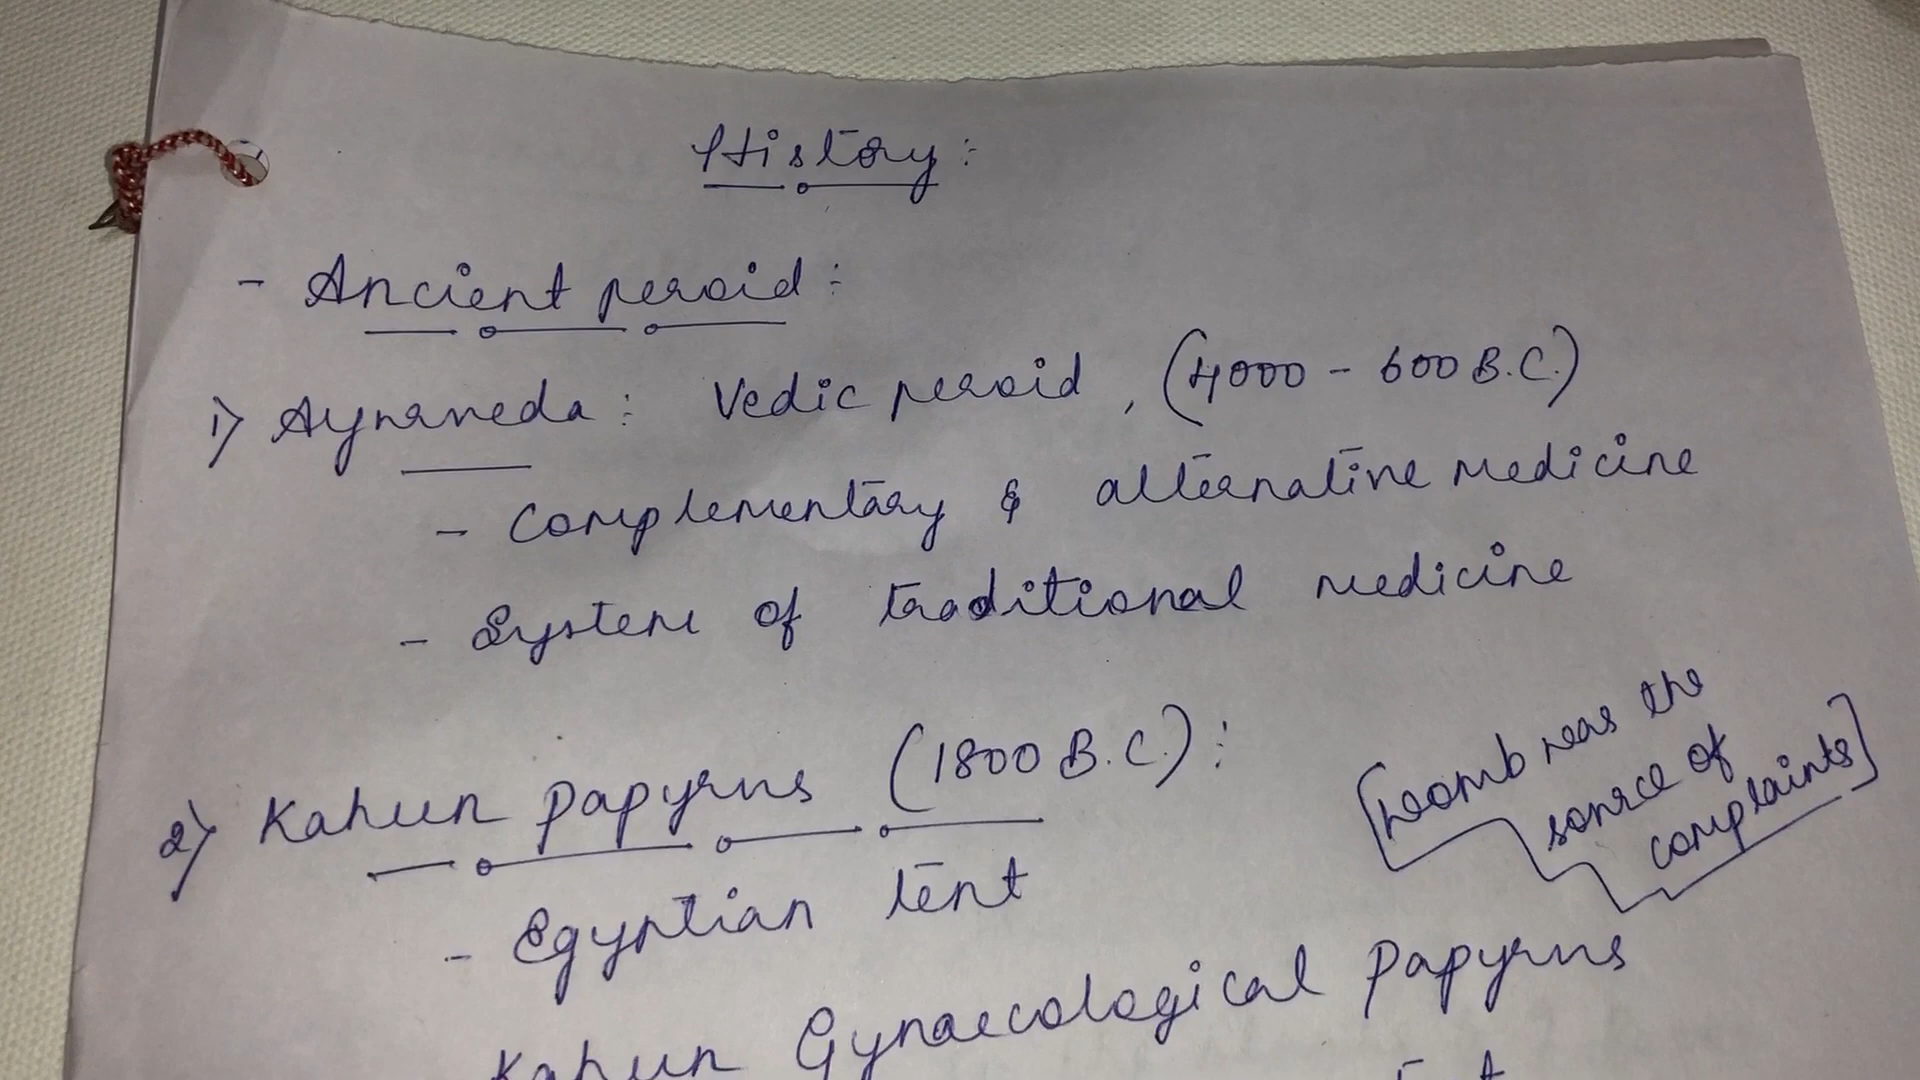 History:
- Ancient peroid:
1) Ayurveda: Vedic peroid, (4000 - 600 B.C.)
- Complementary & alternative medicine
- System of traditional medicine
2) Kahun papyrus (1800 B.C.):
[womb was the
source of
complaints]
- Egyptian text
Kahun Gynaecological Papyrus